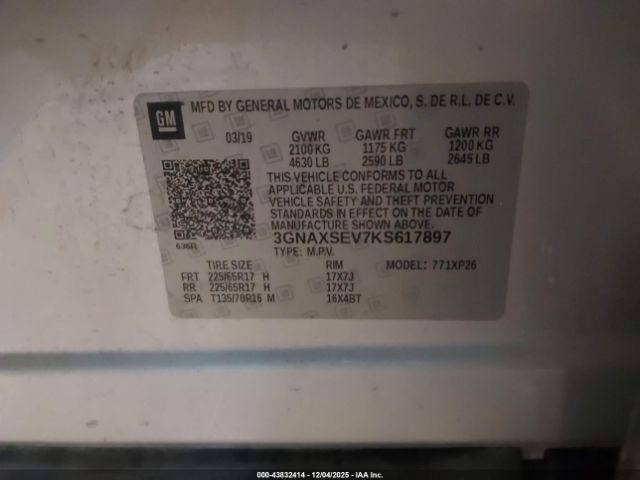 MFD BY GENERAL MOTORS DE MEXICO, S. DE R.L. DE C.V.
GM
03/19 GVWR GAWR FRT GAWR RR
2100 KG 1175 KG 1200 KG
4630 LB 2590 LB 2645 LB
THIS VEHICLE CONFORMS TO ALL
APPLICABLE U.S. FEDERAL MOTOR
VEHICLE SAFETY AND THEFT
PREVENTION STANDARDS IN
EFFECT ON THE DATE OF
MANUFACTURE SHOWN ABOVE.
636R 3GNAXSEV7KS617897
TYPE: M.P.V.
TIRE SIZE RIM MODEL: 771XP26
FRT 225/65R17 H 17X7J
RR 225/65R17 H 17X7J
SPA T135/70R16 M 16X4BT
000-43832414 - 12/04/2025 - IAA Inc.